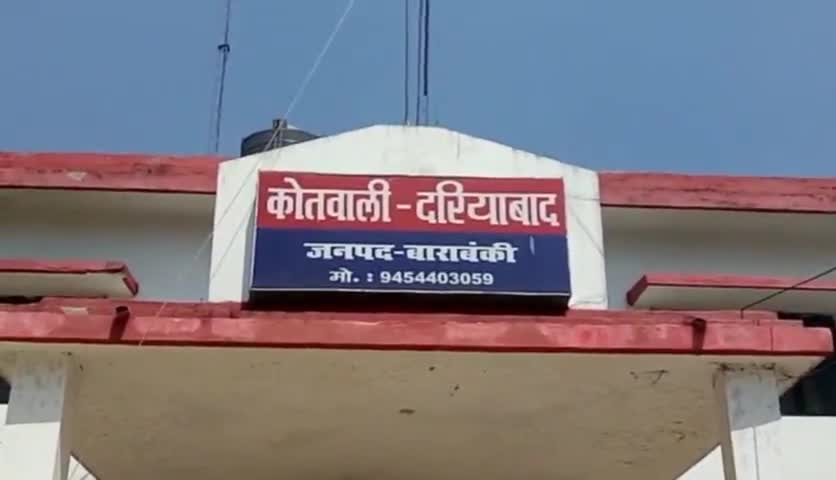 कोतवाली - दरियाबाद
जनपद-बाराबंकी
मो. : 9454403059